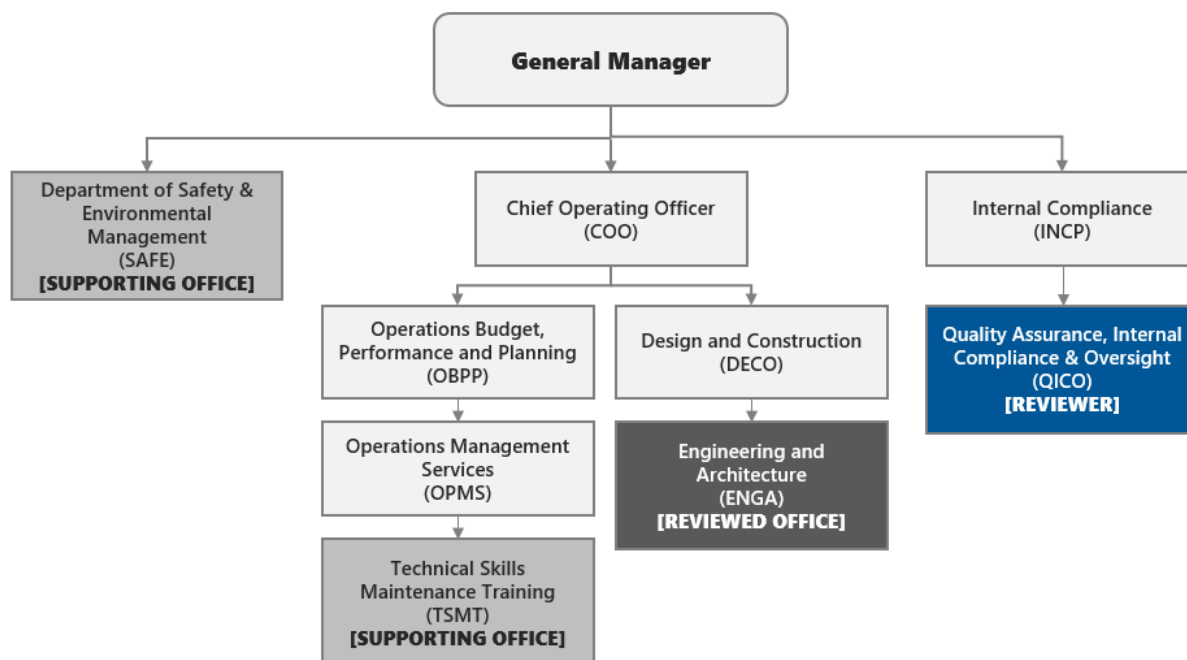 General Manager
Department of Safety &
Environmental
Management
(SAFE)
[SUPPORTING OFFICE]
Chief Operating Officer
(COO)
Internal Compliance
(INCP)
Operations Budget,
Performance and Planning
(OBPP)
Design and Construction
(DECO)
Quality Assurance, Internal
Compliance & Oversight
(QICO)
[REVIEWER]
Operations Management
Services
(OPMS)
Engineering and
Architecture
(ENGA)
[REVIEWED OFFICE]
Technical Skills
Maintenance Training
(TSMT)
[SUPPORTING OFFICE]